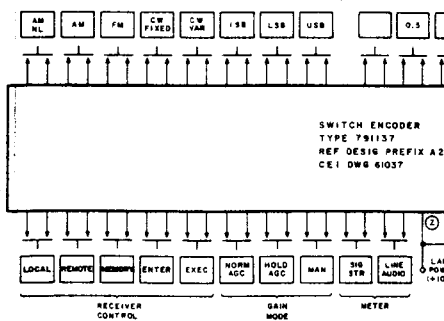 AM NL
AM
FM
CW FIXED
CW VAR
ISB
LSB
USB
0.5
SWITCH ENCODER
TYPE 791137
REF DESIG PREFIX A2
CEI DWG 61037
2
LOCAL
REMOTE
MEMORY
ENTER
EXEC
NORM AGC
HOLD AGC
MAN
SIG STR
LINE AUDIO
RECEIVER CONTROL
GAIN MODE
METER